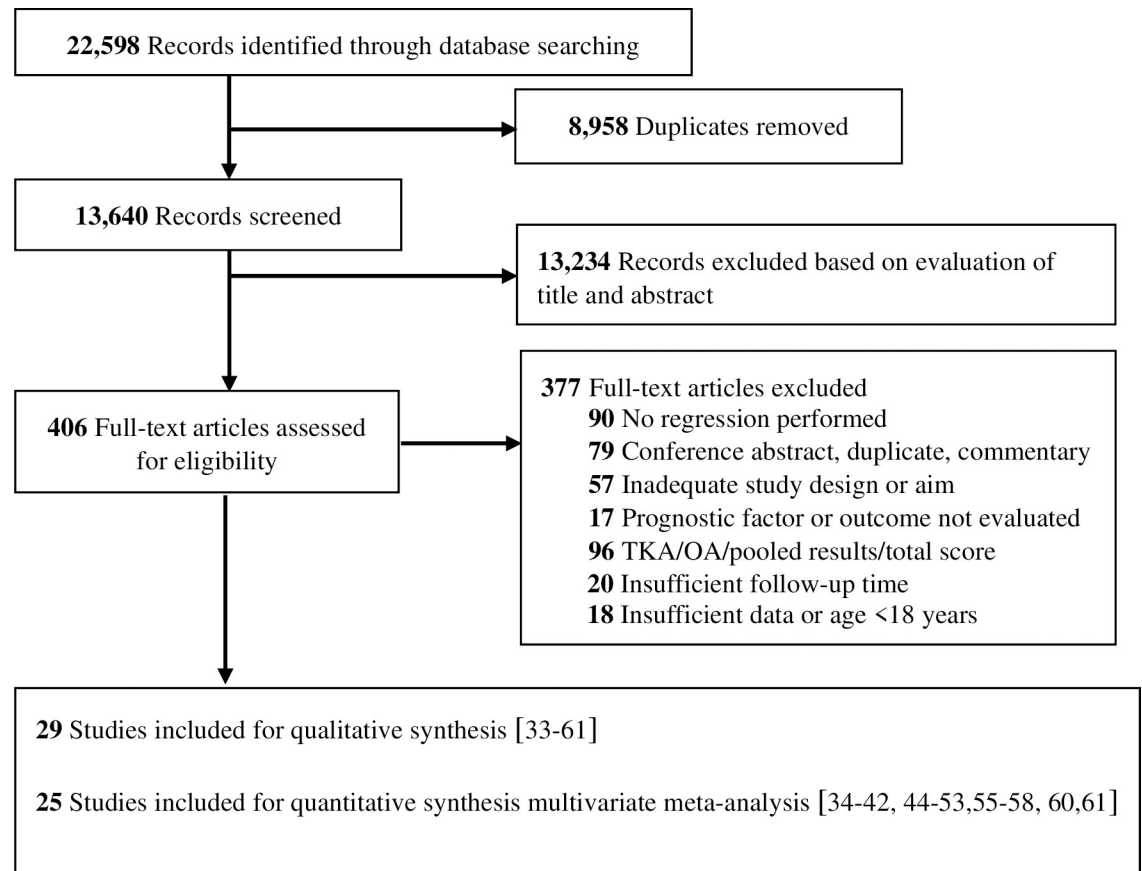 22,598 Records identified through database searching
8,958 Duplicates removed
13,640 Records screened
13,234 Records excluded based on evaluation of
title and abstract
406 Full-text articles assessed
for eligibility
377 Full-text articles excluded
90 No regression performed
79 Conference abstract, duplicate, commentary
57 Inadequate study design or aim
17 Prognostic factor or outcome not evaluated
96 TKA/OA/pooled results/total score
20 Insufficient follow-up time
18 Insufficient data or age <18 years
29 Studies included for qualitative synthesis [33-61]
25 Studies included for quantitative synthesis multivariate meta-analysis [34-42, 44-53,55-58, 60,61]